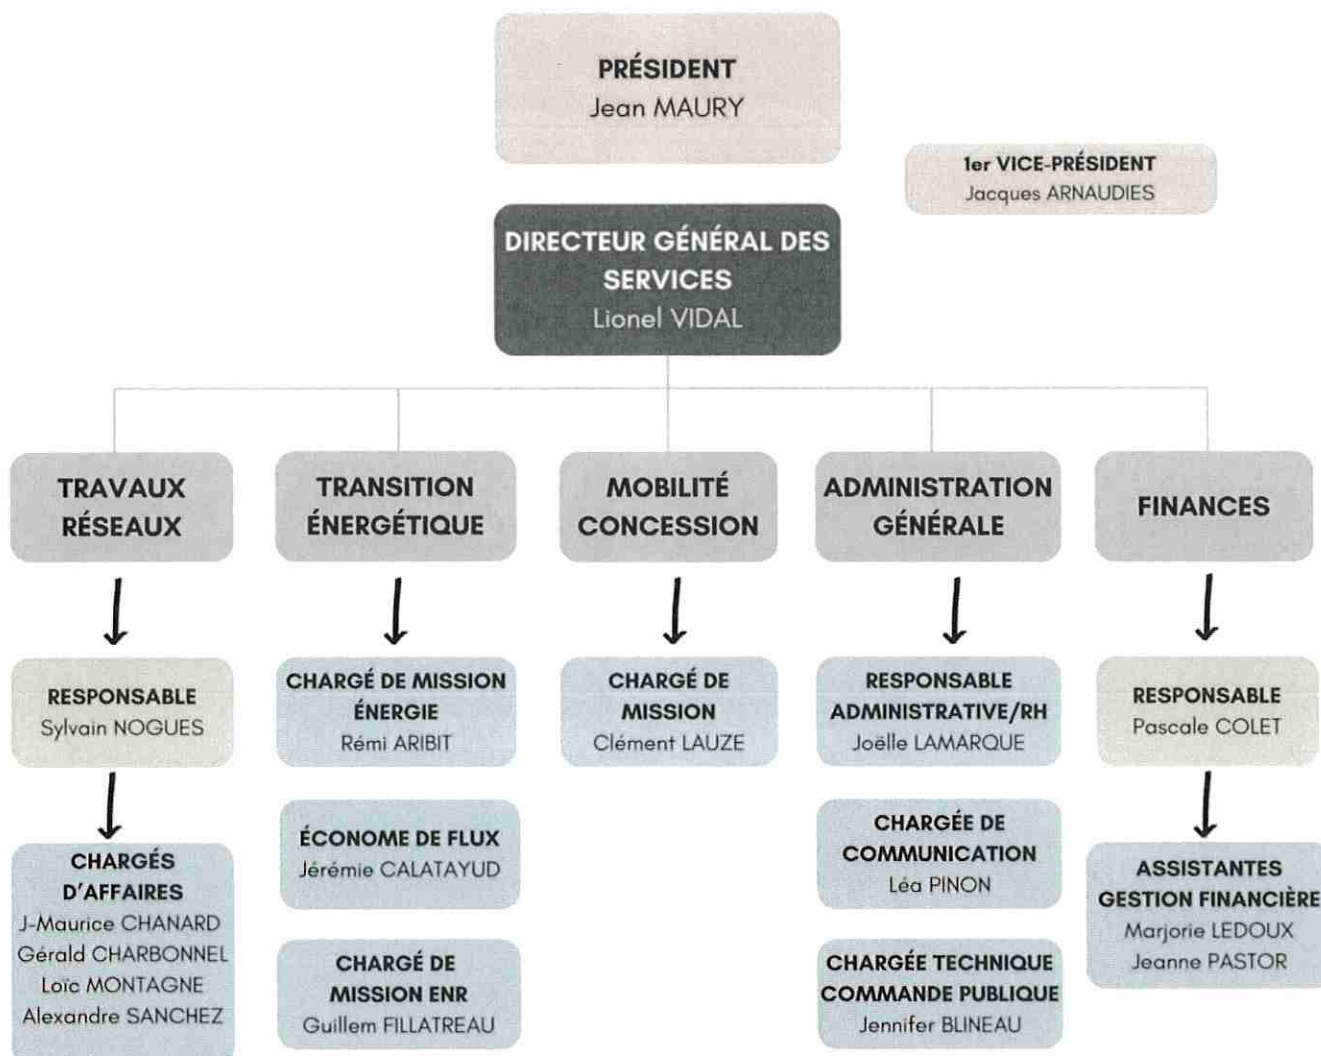 PRÉSIDENT
Jean MAURY
1er VICE-PRÉSIDENT
Jacques ARNAUDIES
DIRECTEUR GÉNÉRAL DES
SERVICES
Lionel VIDAL
TRAVAUX
RÉSEAUX
TRANSITION
ÉNERGÉTIQUE
MOBILITÉ
CONCESSION
ADMINISTRATION
GÉNÉRALE
FINANCES
RESPONSABLE
Sylvain NOGUES
CHARGÉS
D'AFFAIRES
J-Maurice CHANARD
Gérald CHARBONNEL
Loïc MONTAGNE
Alexandre SANCHEZ
CHARGÉ DE MISSION
ÉNERGIE
Rémi ARIBIT
ÉCONOME DE FLUX
Jérémie CALATAYUD
CHARGÉ DE
MISSION ENR
Guillem FILLATREAU
CHARGÉ DE
MISSION
Clément LAUZE
RESPONSABLE
ADMINISTRATIVE/RH
Joëlle LAMARQUE
CHARGÉE DE
COMMUNICATION
Léa PINON
CHARGÉE TECHNIQUE
COMMANDE PUBLIQUE
Jennifer BLINEAU
RESPONSABLE
Pascale COLET
ASSISTANTES
GESTION FINANCIÈRE
Marjorie LEDOUX
Jeanne PASTOR